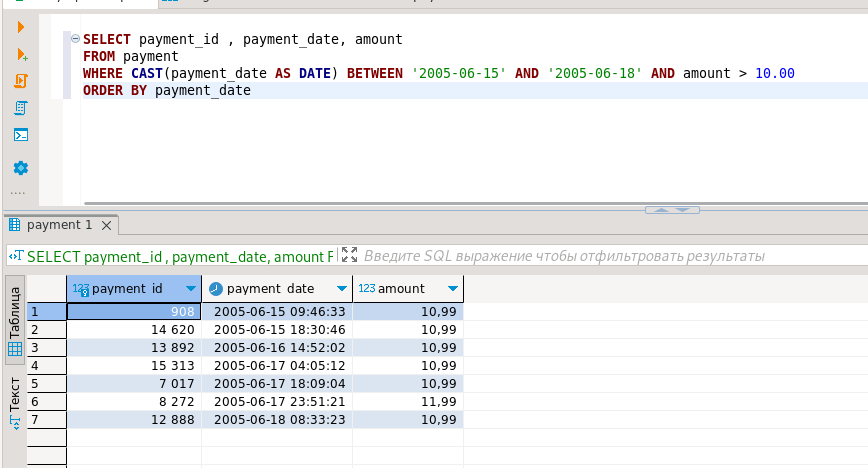 SELECT payment_id , payment_date, amount
FROM payment
WHERE CAST(payment_date AS DATE) BETWEEN '2005-06-15' AND '2005-06-18' AND amount > 10.00
ORDER BY payment_date
payment 1
SELECT payment_id , payment_date, amount F
Введите SQL выражение чтобы отфильтровать результаты
Таблица
Текст
123 payment_id payment_date 123 amount
1 908 2005-06-15 09:46:33 10,99
2 14 620 2005-06-15 18:30:46 10,99
3 13 892 2005-06-16 14:52:02 10,99
4 15 313 2005-06-17 04:05:12 10,99
5 7 017 2005-06-17 18:09:04 10,99
6 8 272 2005-06-17 23:51:21 11,99
7 12 888 2005-06-18 08:33:23 10,99